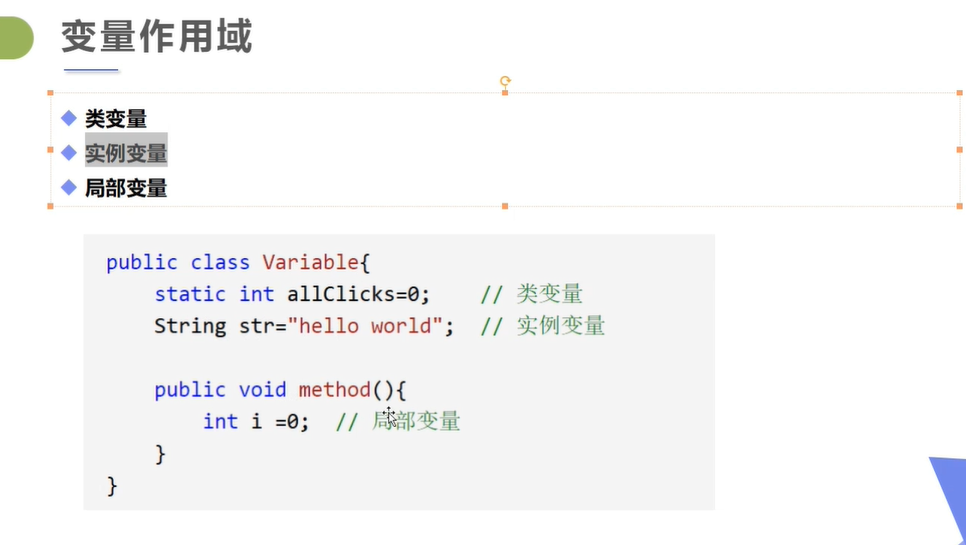 变量作用域
类变量
实例变量
局部变量
public class Variable{
static int allClicks=0; // 类变量
String str="hello world"; // 实例变量
public void method(){
int i =0; // 局部变量
}
}